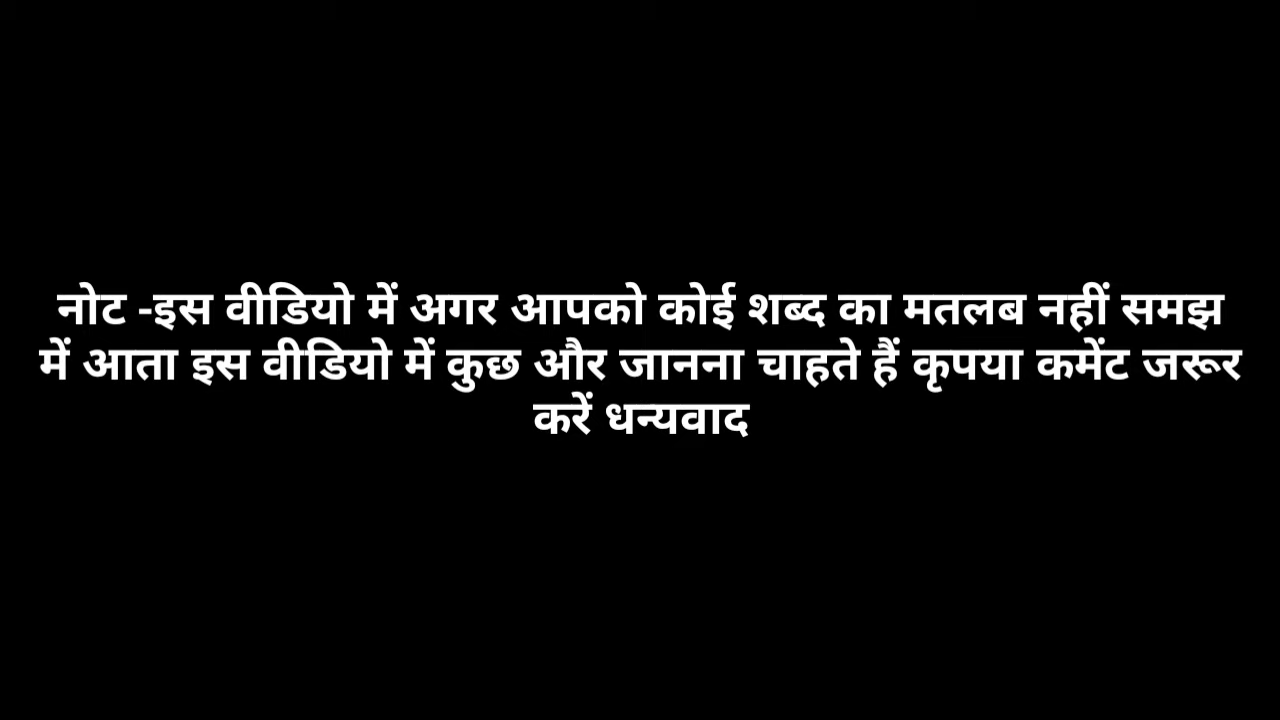 नोट -इस वीडियो में अगर आपको कोई शब्द का मतलब नहीं समझ
में आता इस वीडियो में कुछ और जानना चाहते हैं कृपया कमेंट जरूर
करें धन्यवाद